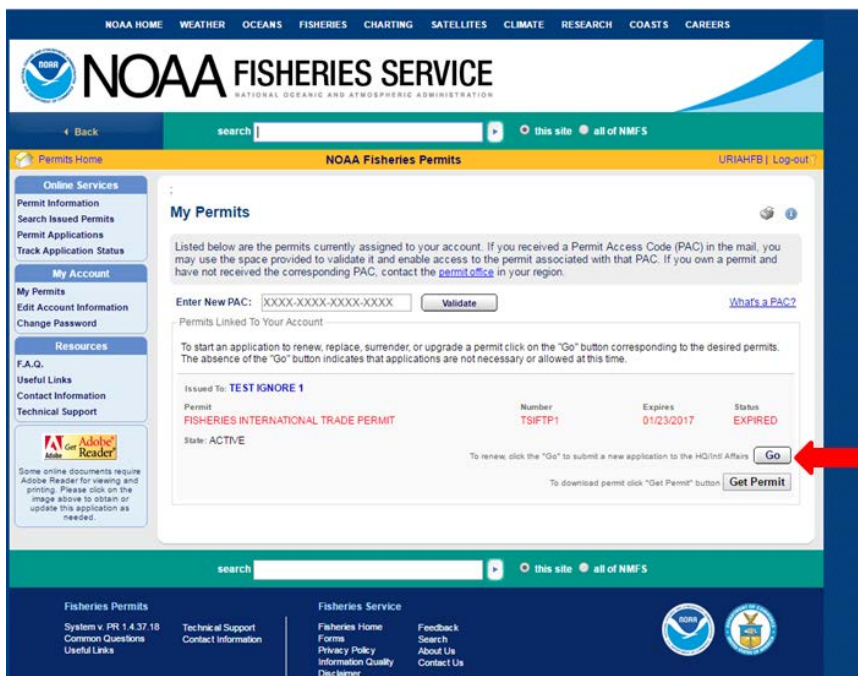 NOAA HOME WEATHER OCEANS FISHERIES CHARTING SATELLITES CLIMATE RESEARCH COASTS CAREERS
NOAA
NOAA FISHERIES SERVICE
NATIONAL OCEANIC AND ATMOSPHERIC ADMINISTRATION
Back search this site all of NMFS
Permits Home NOAA Fisheries Permits URIAHFB | Log-out
Online Services
Permit Information
Search Issued Permits
Permit Applications
Track Application Status
My Account
My Permits
Edit Account Information
Change Password
Resources
F.A.Q.
Useful Links
Contact Information
Technical Support
Adobe Get Adobe®
Reader®
Some online documents require
Adobe Reader for viewing and
printing. Please click on the
image above to obtain or
update this application as
needed.
;
My Permits
Listed below are the permits currently assigned to your account. If you received a Permit Access Code (PAC) in the mail, you
may use the space provided to validate it and enable access to the permit associated with that PAC. If you own a permit and
have not received the corresponding PAC, contact the permit office in your region.
Enter New PAC: XXXX-XXXX-XXXX-XXXX Validate What's a PAC?
Permits Linked To Your Account
To start an application to renew, replace, surrender, or upgrade a permit click on the "Go" button corresponding to the desired permits.
The absence of the "Go" button indicates that applications are not necessary or allowed at this time.
Issued To: TEST IGNORE 1
Permit Number Expires Status
FISHERIES INTERNATIONAL TRADE PERMIT TSIFTP1 01/23/2017 EXPIRED
State: ACTIVE
To renew, click the "Go" to submit a new application to the HQ/Intl Affairs Go
To download permit click "Get Permit" button Get Permit
search this site all of NMFS
Fisheries Permits
System v. PR 1.4.37.18
Common Questions
Useful Links
Technical Support
Contact Information
Fisheries Service
Fisheries Home
Forms
Privacy Policy
Information Quality
Disclaimer
Feedback
Search
About Us
Contact Us
NOAA